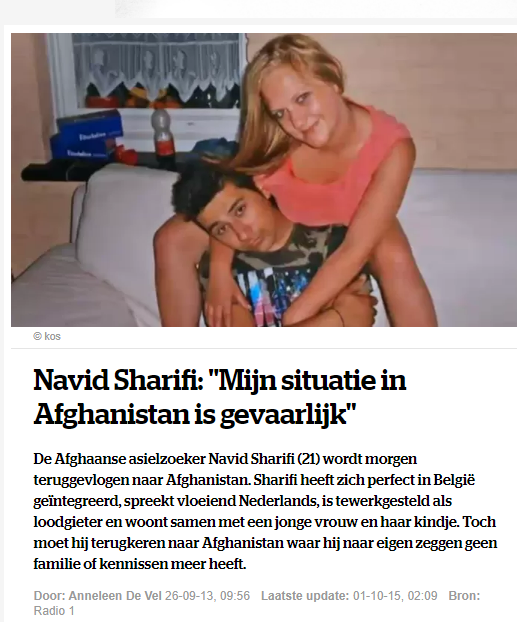 © kos
Navid Sharifi: "Mijn situatie in
Afghanistan is gevaarlijk"
De Afghaanse asielzoeker Navid Sharifi (21) wordt morgen
teruggevlogen naar Afghanistan. Sharifi heeft zich perfect in België
geïntegreerd, spreekt vloeiend Nederlands, is tewerkgesteld als
loodgieter en woont samen met een jonge vrouw en haar kindje. Toch
moet hij terugkeren naar Afghanistan waar hij naar eigen zeggen geen
familie of kennissen meer heeft.
Door: Anneleen De Vel 26-09-13, 09:56 Laatste update: 01-10-15, 02:09 Bron:
Radio 1